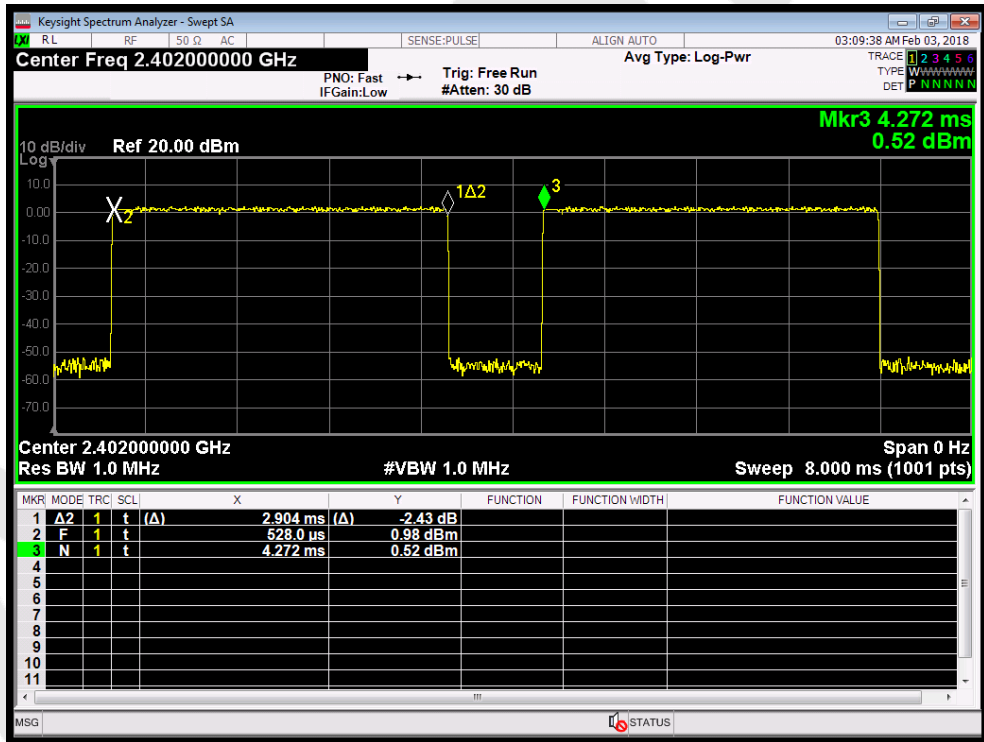 Keysight Spectrum Analyzer - Swept SA
LXI RL RF 50 Ω AC SENSE:PULSE ALIGN AUTO 03:09:38 AM Feb 03, 2018
Center Freq 2.402000000 GHz Avg Type: Log-Pwr TRACE 1 2 3 4 5 6
PNO: Fast Trig: Free Run TYPE WWWWWW
IFGain:Low #Atten: 30 dB DET P N N N N N
Mkr3 4.272 ms
10 dB/div Ref 20.00 dBm 0.52 dBm
Log
10.0
0.00
-10.0
-20.0
-30.0
-40.0
-50.0
-60.0
-70.0
2
1Δ2
3
Center 2.402000000 GHz Span 0 Hz
Res BW 1.0 MHz #VBW 1.0 MHz Sweep 8.000 ms (1001 pts)
MKR MODE TRC SCL X Y FUNCTION FUNCTION WIDTH FUNCTION VALUE
1 Δ2 1 t (Δ) 2.904 ms (Δ) -2.43 dB
2 F 1 t 528.0 µs 0.98 dBm
3 N 1 t 4.272 ms 0.52 dBm
4
5
6
7
8
9
10
11
MSG STATUS